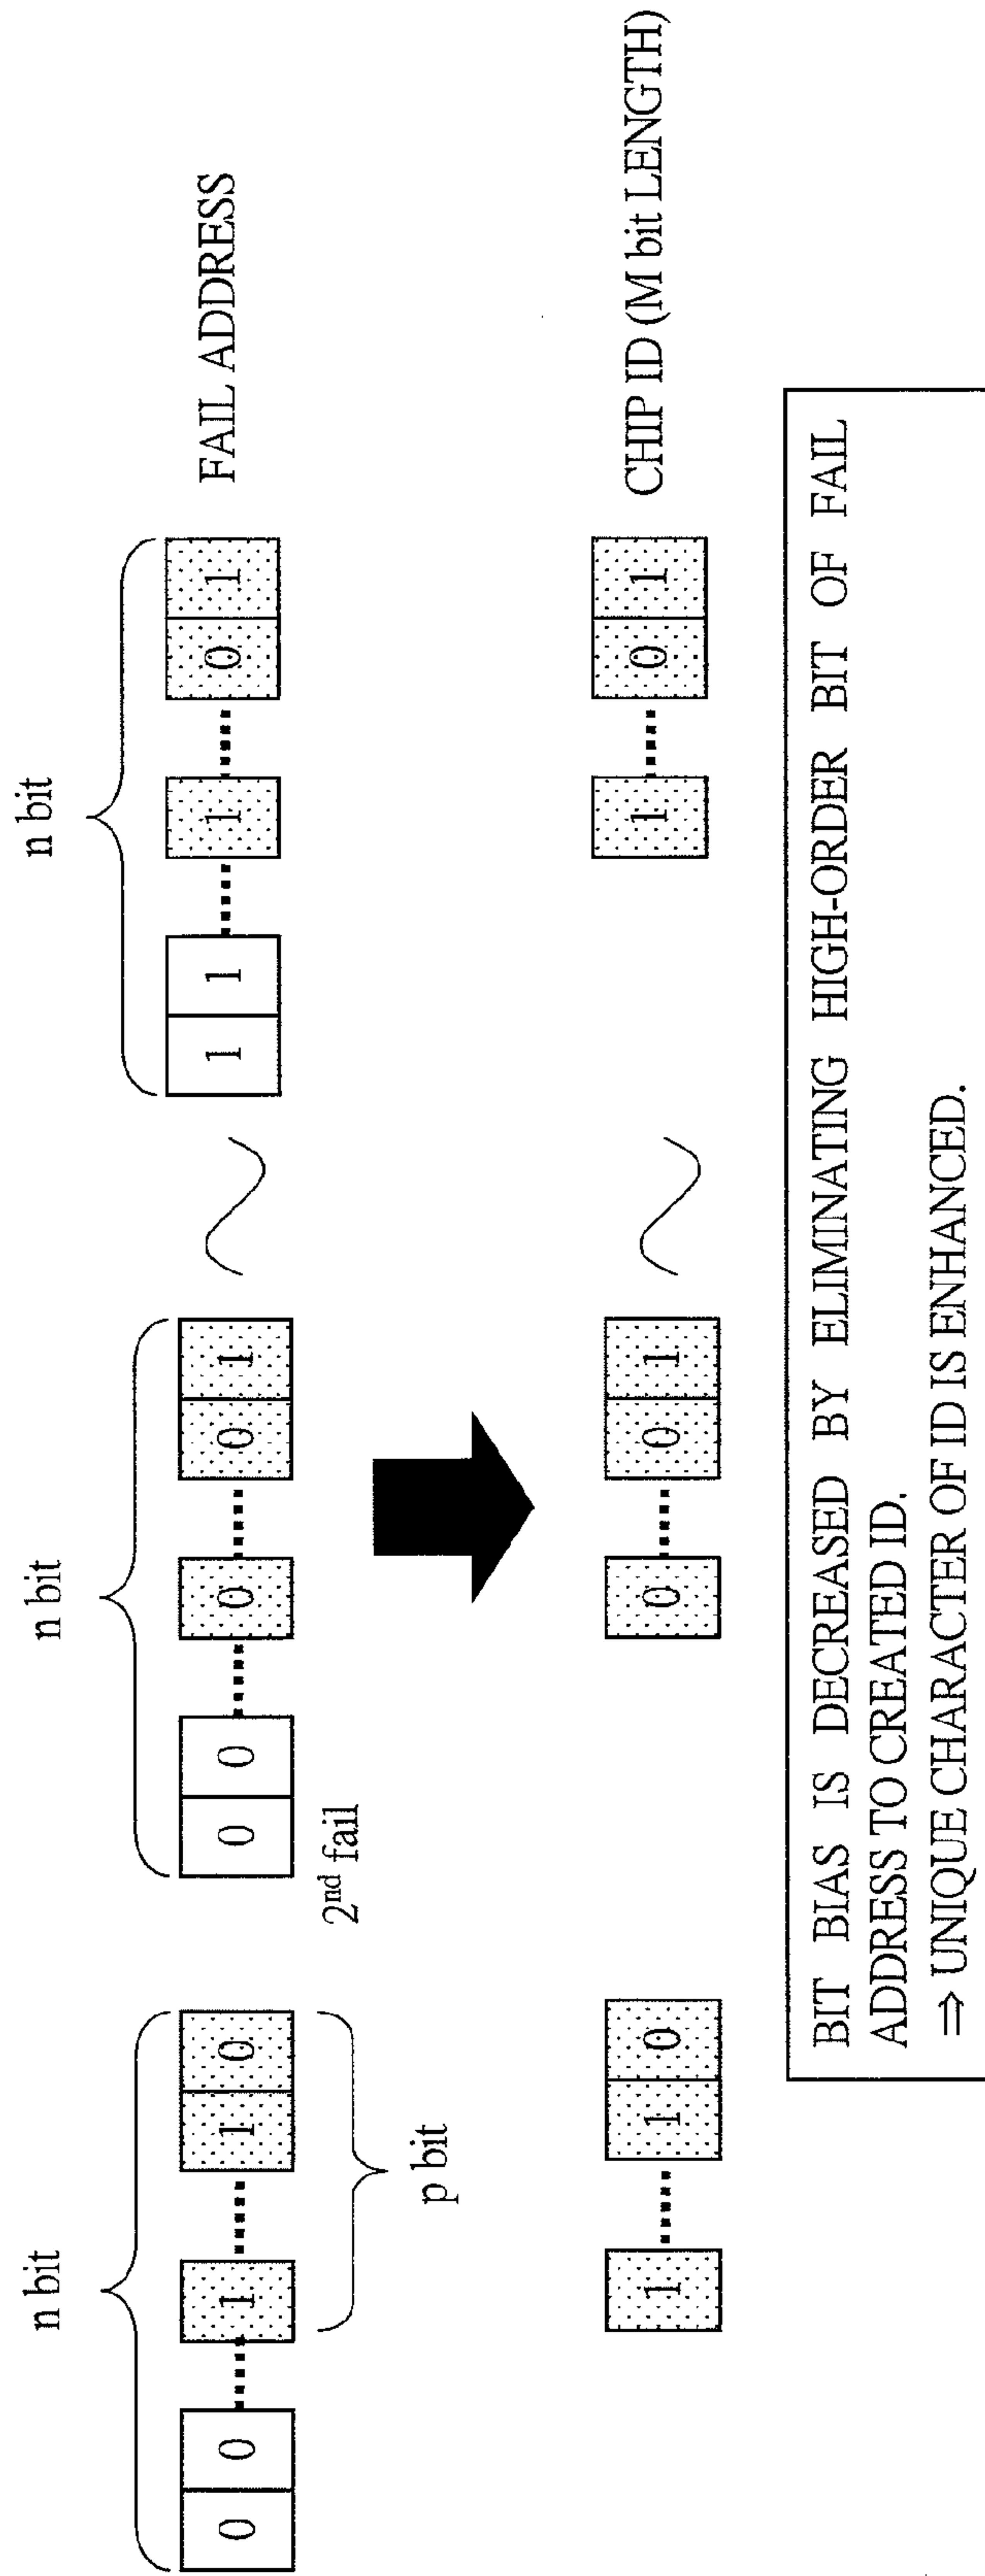 n bit n bit n bit
0 0 1 1 0 0 0 0 0 1 1 1 1 0 1 FAIL ADDRESS
p bit 2nd fail
1 1 0 0 0 1 1 0 1 CHIP ID (M bit LENGTH)
BIT BIAS IS DECREASED BY ELIMINATING HIGH-ORDER BIT OF FAIL
ADDRESS TO CREATED ID.
⇒ UNIQUE CHARACTER OF ID IS ENHANCED.